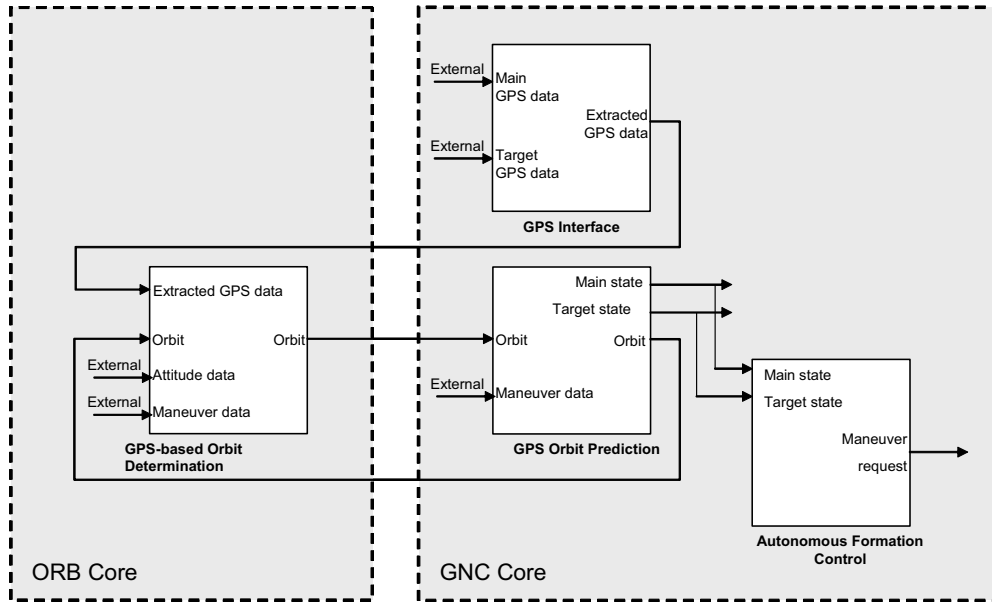 External
Main
GPS data
Extracted
GPS data
External
Target
GPS data
GPS Interface
Extracted GPS data
Orbit
Orbit
External
Attitude data
External
Maneuver data
GPS-based Orbit
Determination
Main state
Target state
Orbit
Orbit
External
Maneuver data
GPS Orbit Prediction
Main state
Target state
Maneuver
request
Autonomous Formation
Control
ORB Core
GNC Core